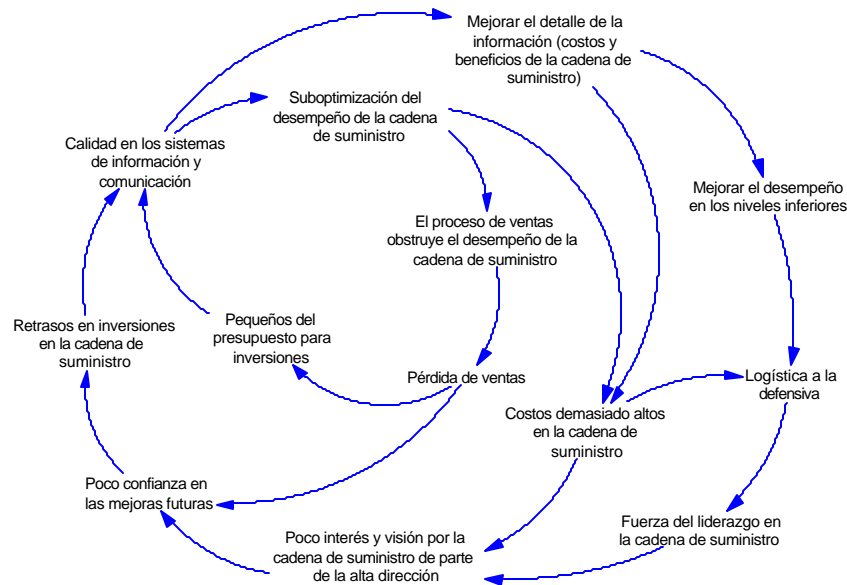 Mejorar el detalle de la
información (costos y
beneficios de la cadena de
suministro)
Suboptimización del
desempeño de la cadena
de suministro
Calidad en los sistemas
de información y
comunicación
Mejorar el desempeño
en los niveles inferiores
El proceso de ventas
obstruye el desempeño de la
cadena de suministro
Retrasos en inversiones
en la cadena de
suministro
Pequeños del
presupuesto para
inversiones
Pérdida de ventas
Logística a la
defensiva
Costos demasiado altos
en la cadena de
suministro
Poco confianza en
las mejoras futuras
Fuerza del liderazgo en
la cadena de suministro
Poco interés y visión por la
cadena de suministro de parte
de la alta dirección